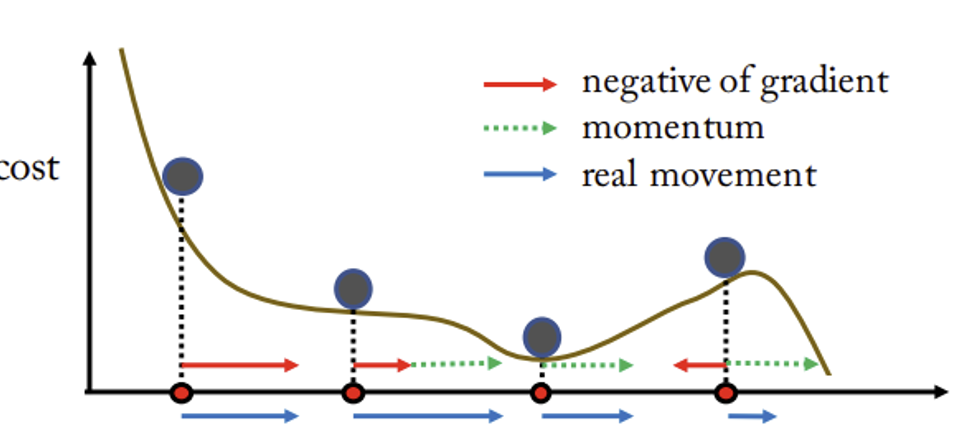 negative of gradient
momentum
cost
real movement